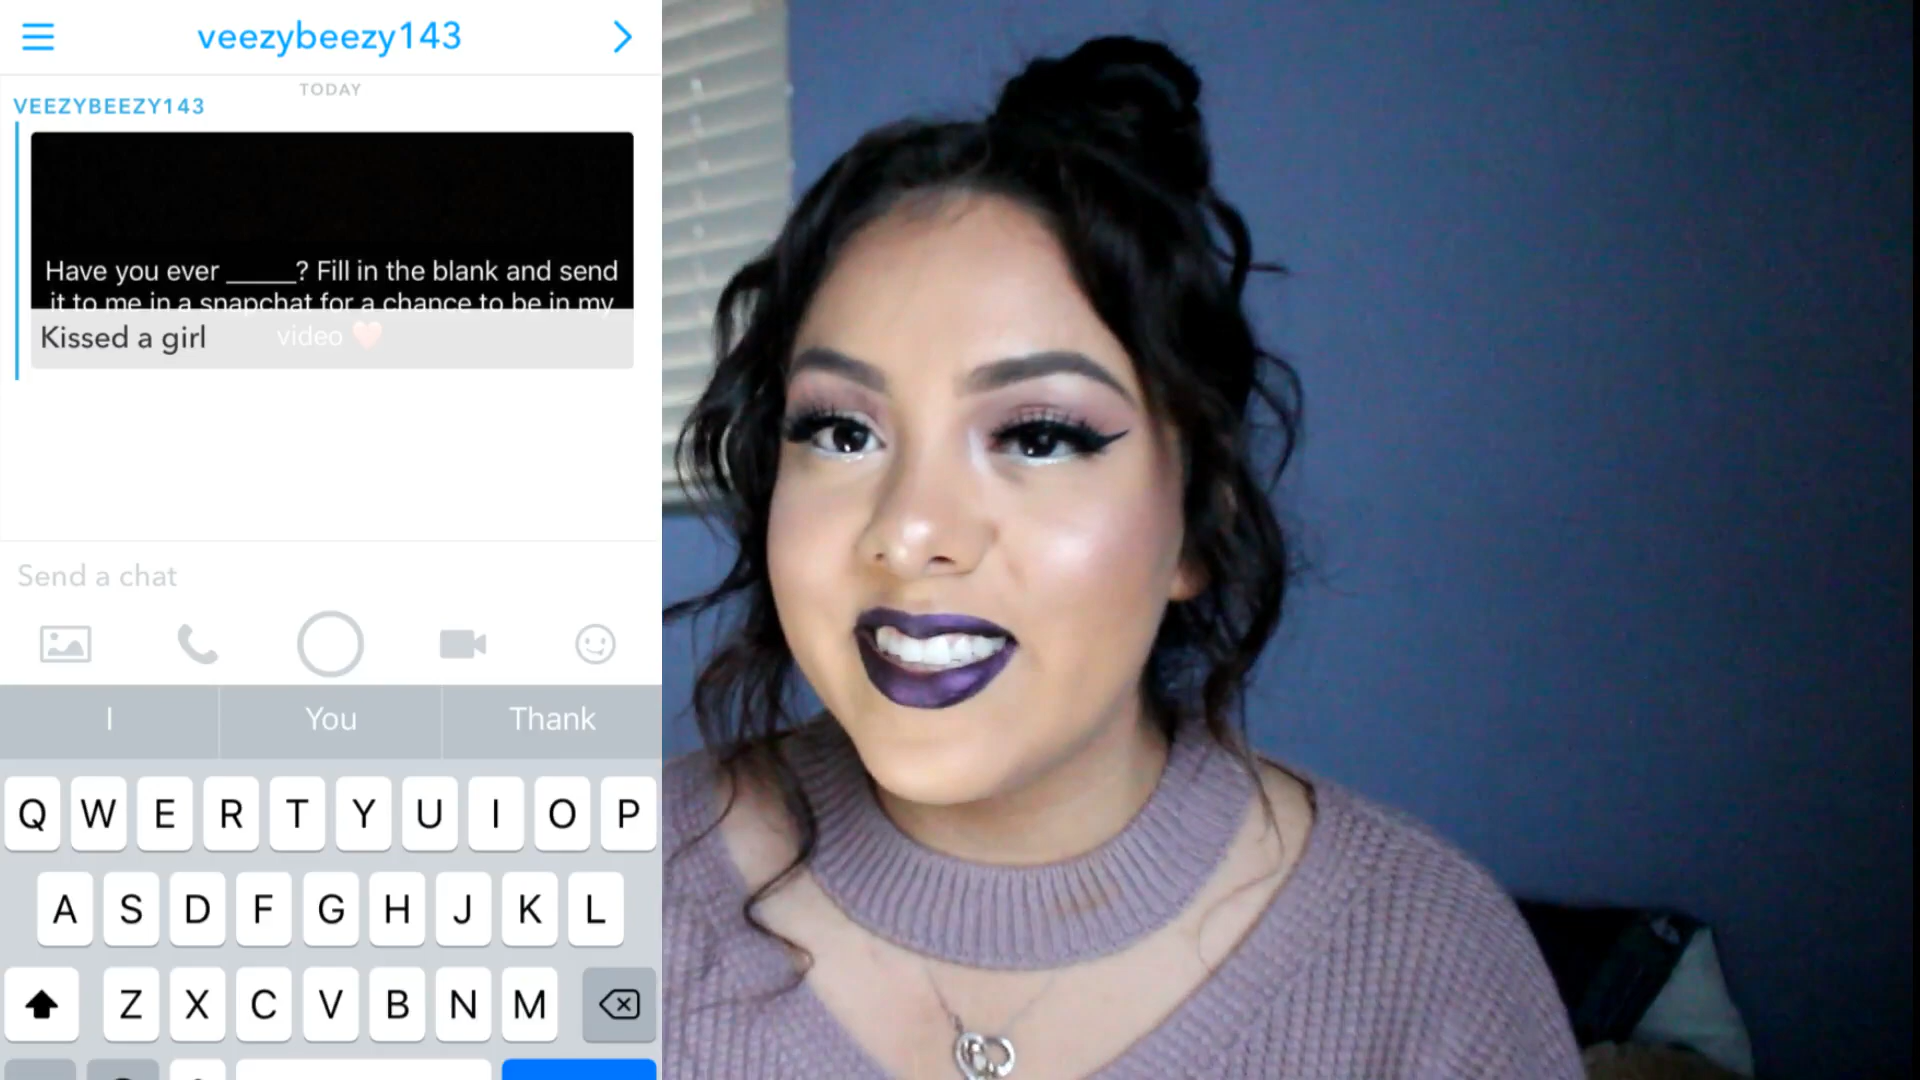 veezybeezy143
TODAY
VEEZYBEEZY143
Have you ever _____? Fill in the blank and send
it to me in a snapchat for a chance to be in my
video ❤️
Kissed a girl
Send a chat
I You Thank
Q W E R T Y U I O P
A S D F G H J K L
Z X C V B N M